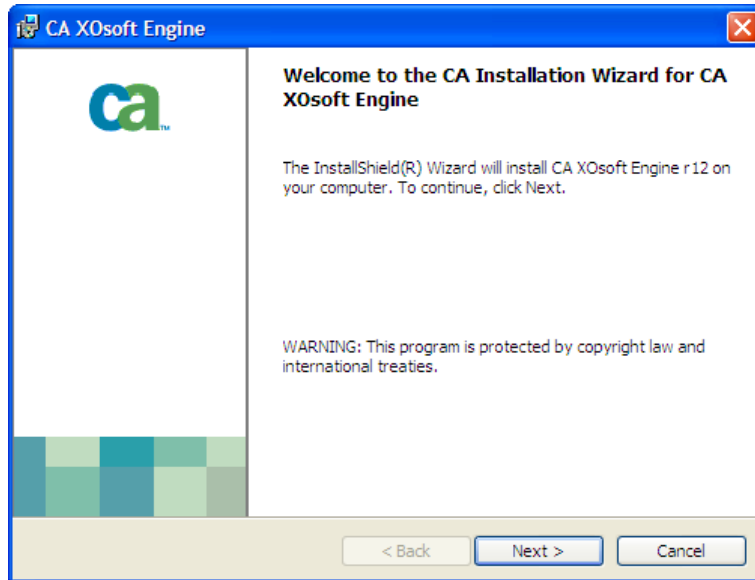 CA XOsoft Engine
ca™
Welcome to the CA Installation Wizard for CA
XOsoft Engine
The InstallShield(R) Wizard will install CA XOsoft Engine r12 on
your computer. To continue, click Next.
WARNING: This program is protected by copyright law and
international treaties.
< Back
Next >
Cancel